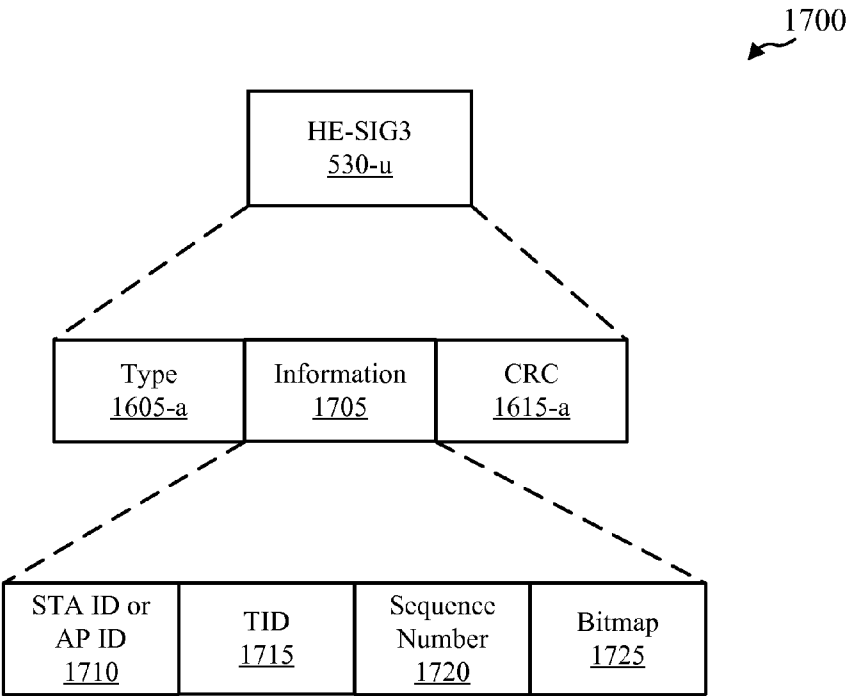 1700
HE-SIG3
530-u
Type
1605-a
Information
1705
CRC
1615-a
STA ID or
AP ID
1710
TID
1715
Sequence
Number
1720
Bitmap
1725